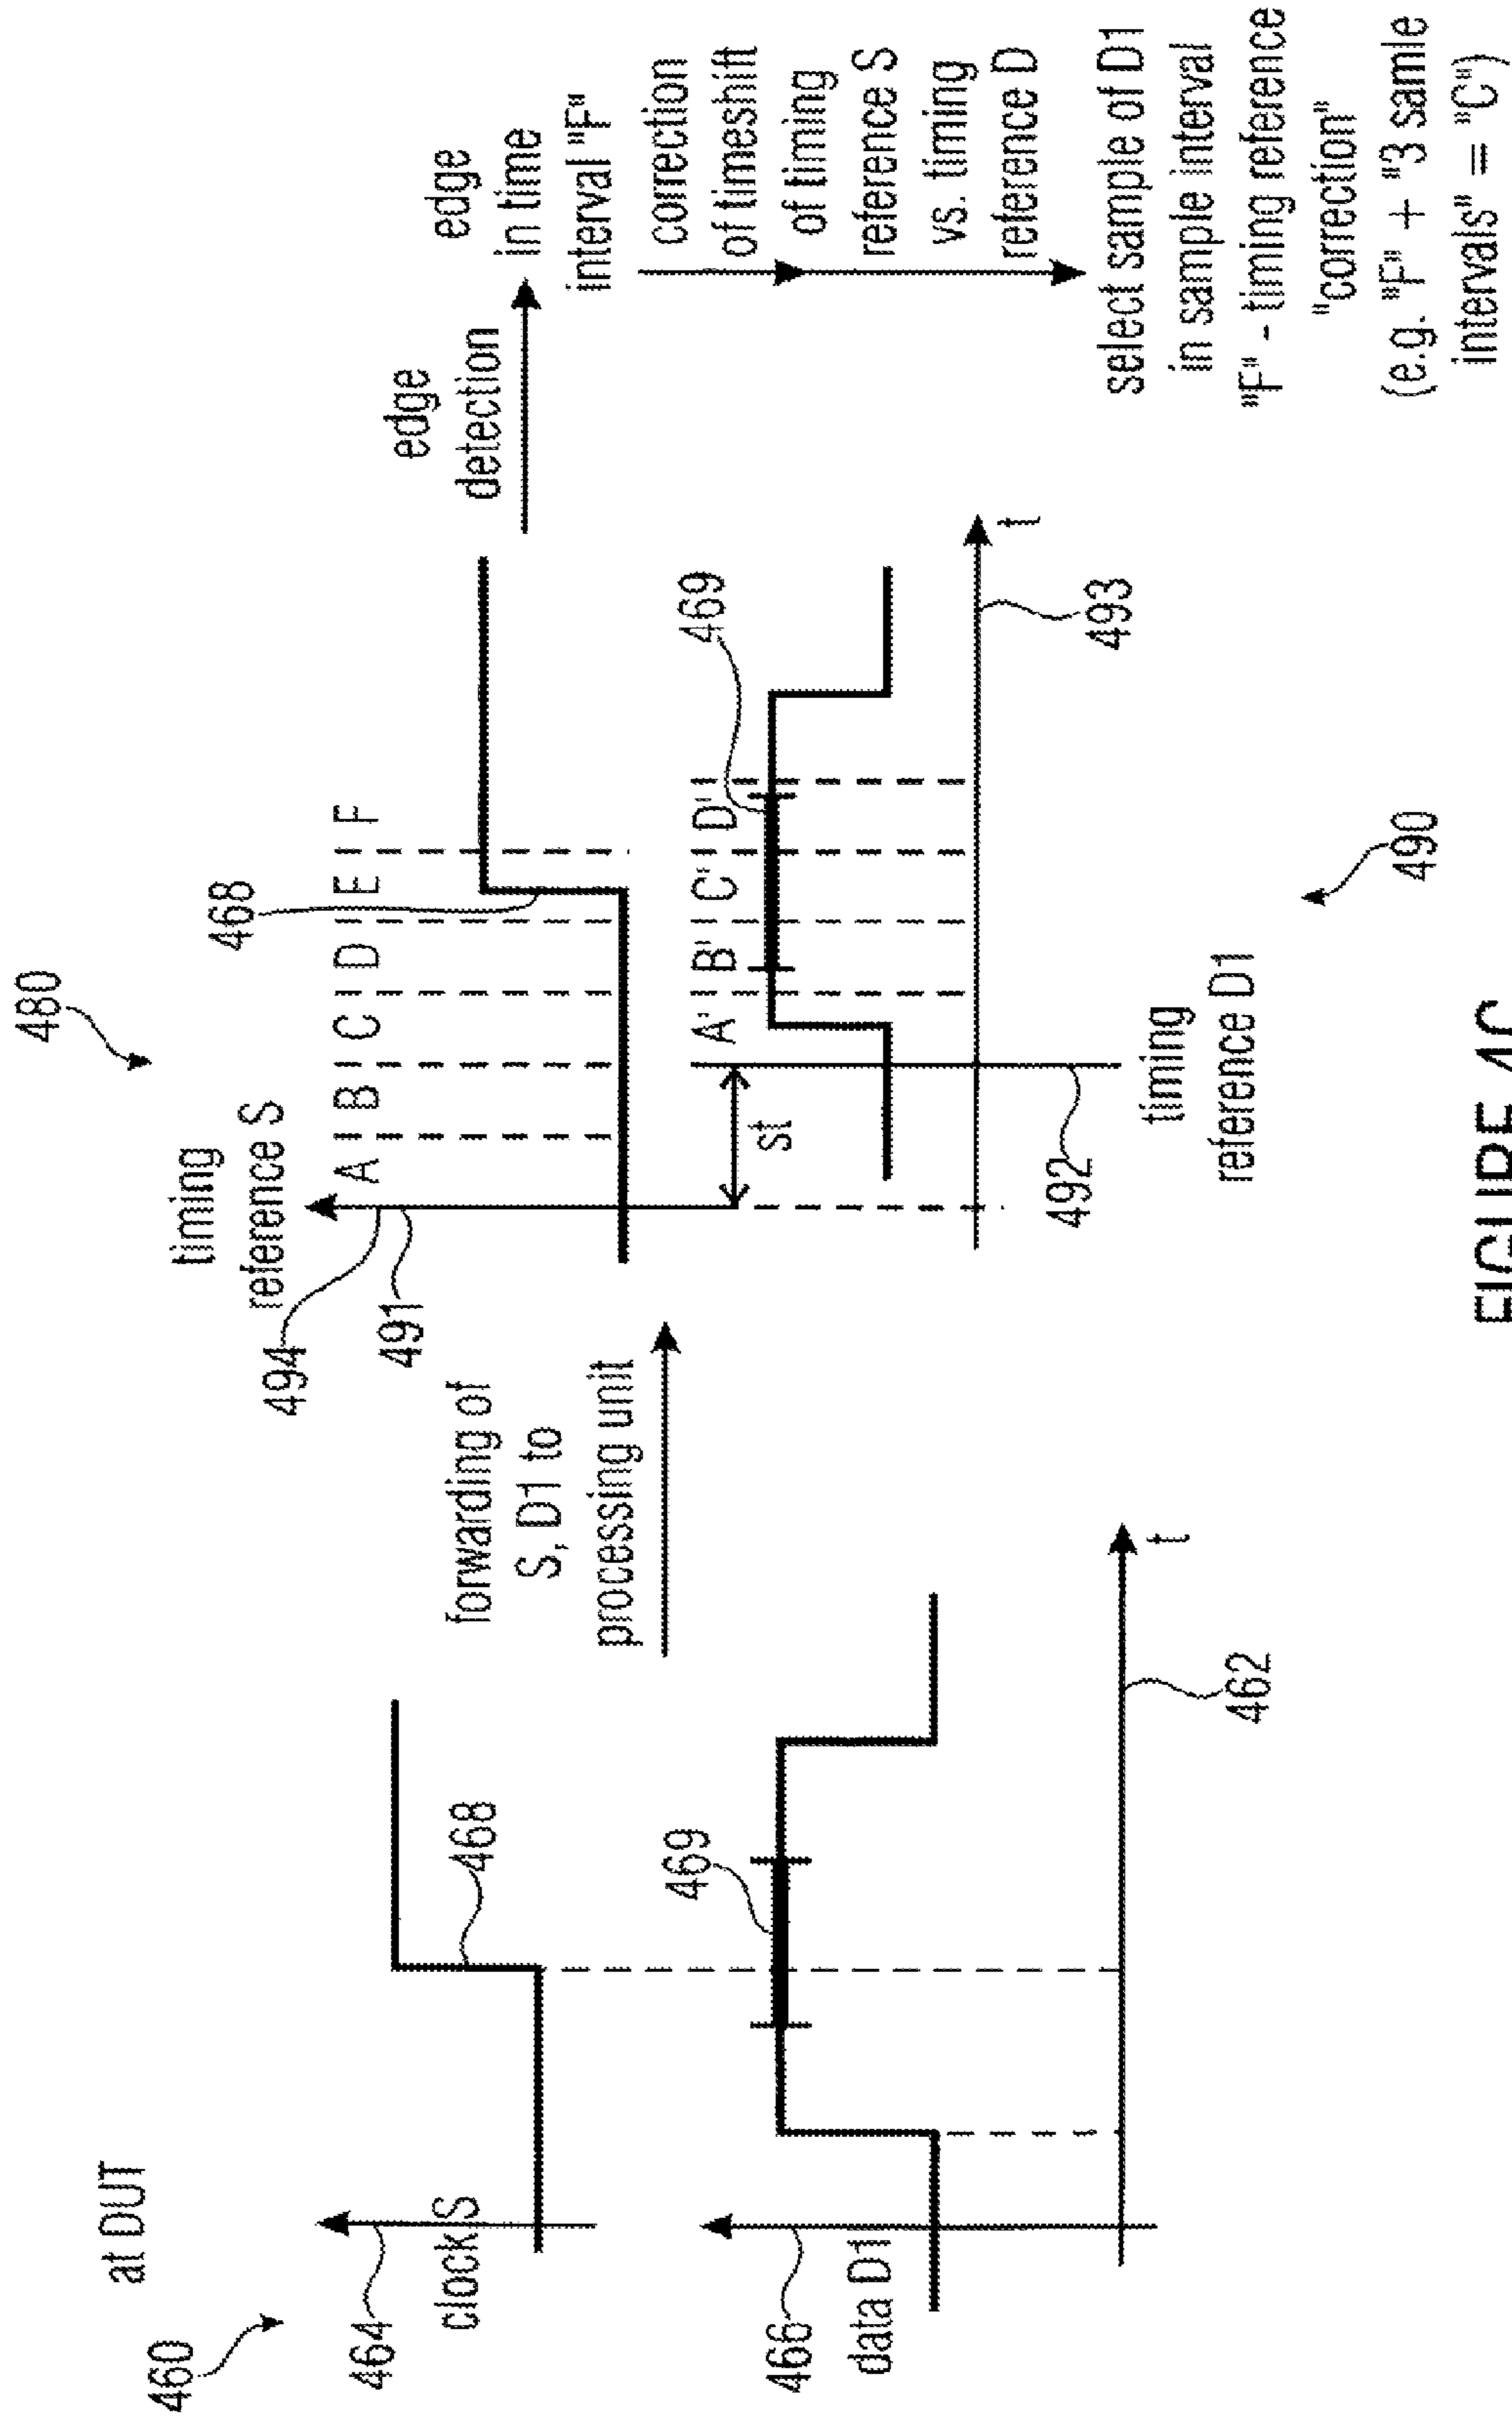 460
at DUT
464
clock S
468
466
data D1
469
t
462
forwarding of
S, D1 to
processing unit
480
timing
reference S
494
491
A B C D E F
468
st
A' B' C' D'
469
t
493
492
timing
reference D1
490
edge
detection
edge
in time
interval "F"
correction
of timeshift
of timing
reference S
vs. timing
reference D
select sample of D1
in sample interval
"F" - timing reference
"correction"
(e.g. "F" + "3 samle
intervals" = "C")
FIGURE 4C